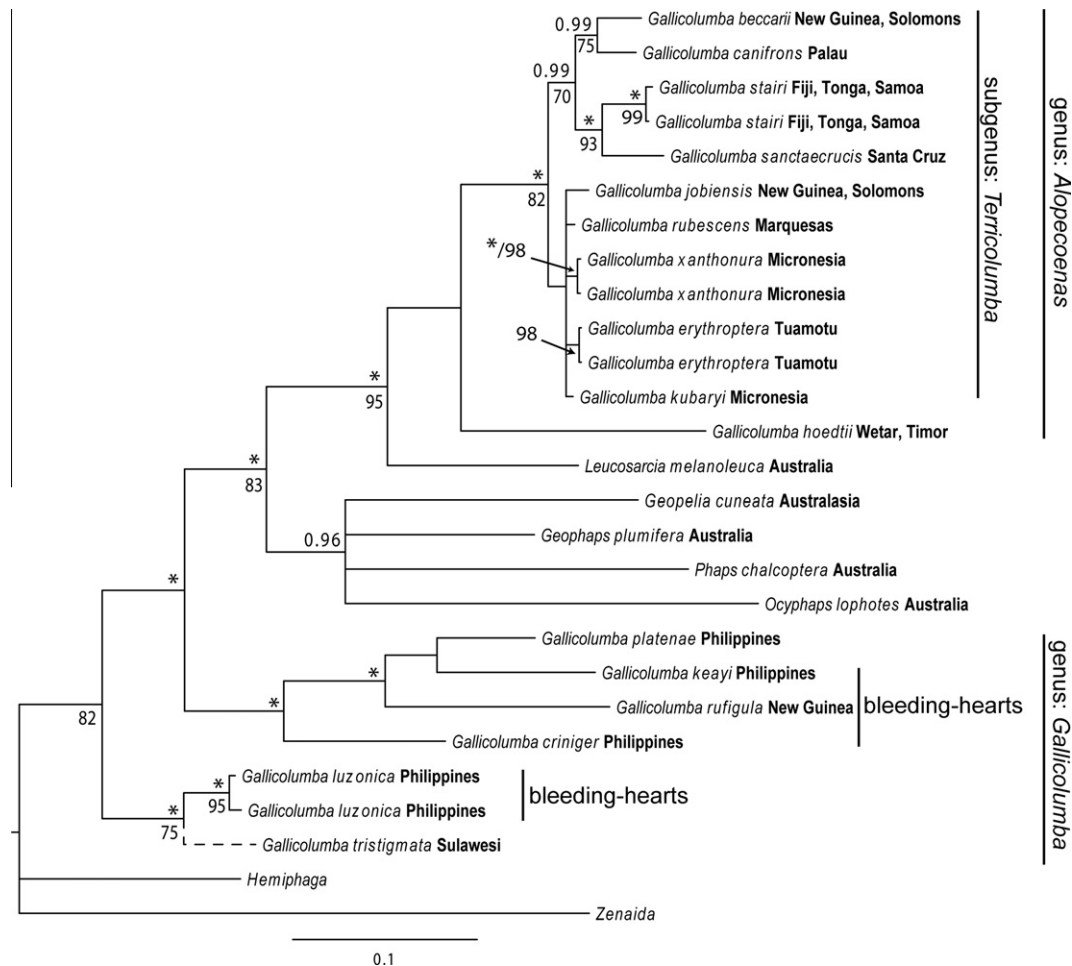 Gallicolumba beccarii New Guinea, Solomons
0.99
75
Gallicolumba canifrons Palau
0.99
70
Gallicolumba stairi Fiji, Tonga, Samoa
*
99
Gallicolumba stairi Fiji, Tonga, Samoa
*
93
Gallicolumba sanctaecrucis Santa Cruz
*
82
Gallicolumba jobiensis New Guinea, Solomons
Gallicolumba rubescens Marquesas
*/98
Gallicolumba xanthonura Micronesia
Gallicolumba xanthonura Micronesia
Gallicolumba erythroptera Tuamotu
98
Gallicolumba erythroptera Tuamotu
Gallicolumba kubaryi Micronesia
subgenus: Terricolumba
genus: Alopecoenas
*
95
Gallicolumba hoedtii Wetar, Timor
Leucosarcia melanoleuca Australia
*
83
Geopelia cuneata Australasia
0.96
Geophaps plumifera Australia
Phaps chalcoptera Australia
Ocyphaps lophotes Australia
*
Gallicolumba platenae Philippines
*
Gallicolumba keayi Philippines
*
Gallicolumba rufigula New Guinea
bleeding-hearts
Gallicolumba criniger Philippines
82
Gallicolumba luzonica Philippines
*
95
*
75
bleeding-hearts
Gallicolumba luzonica Philippines
Gallicolumba tristigmata Sulawesi
genus: Gallicolumba
Hemiphaga
Zenaida
0.1